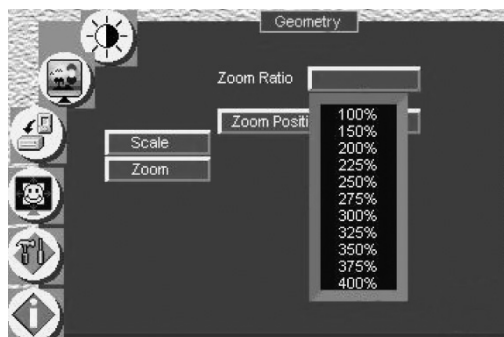 Geometry
Zoom Ratio
Zoom Positi
Scale
Zoom
100%
150%
200%
225%
250%
275%
300%
325%
350%
375%
400%